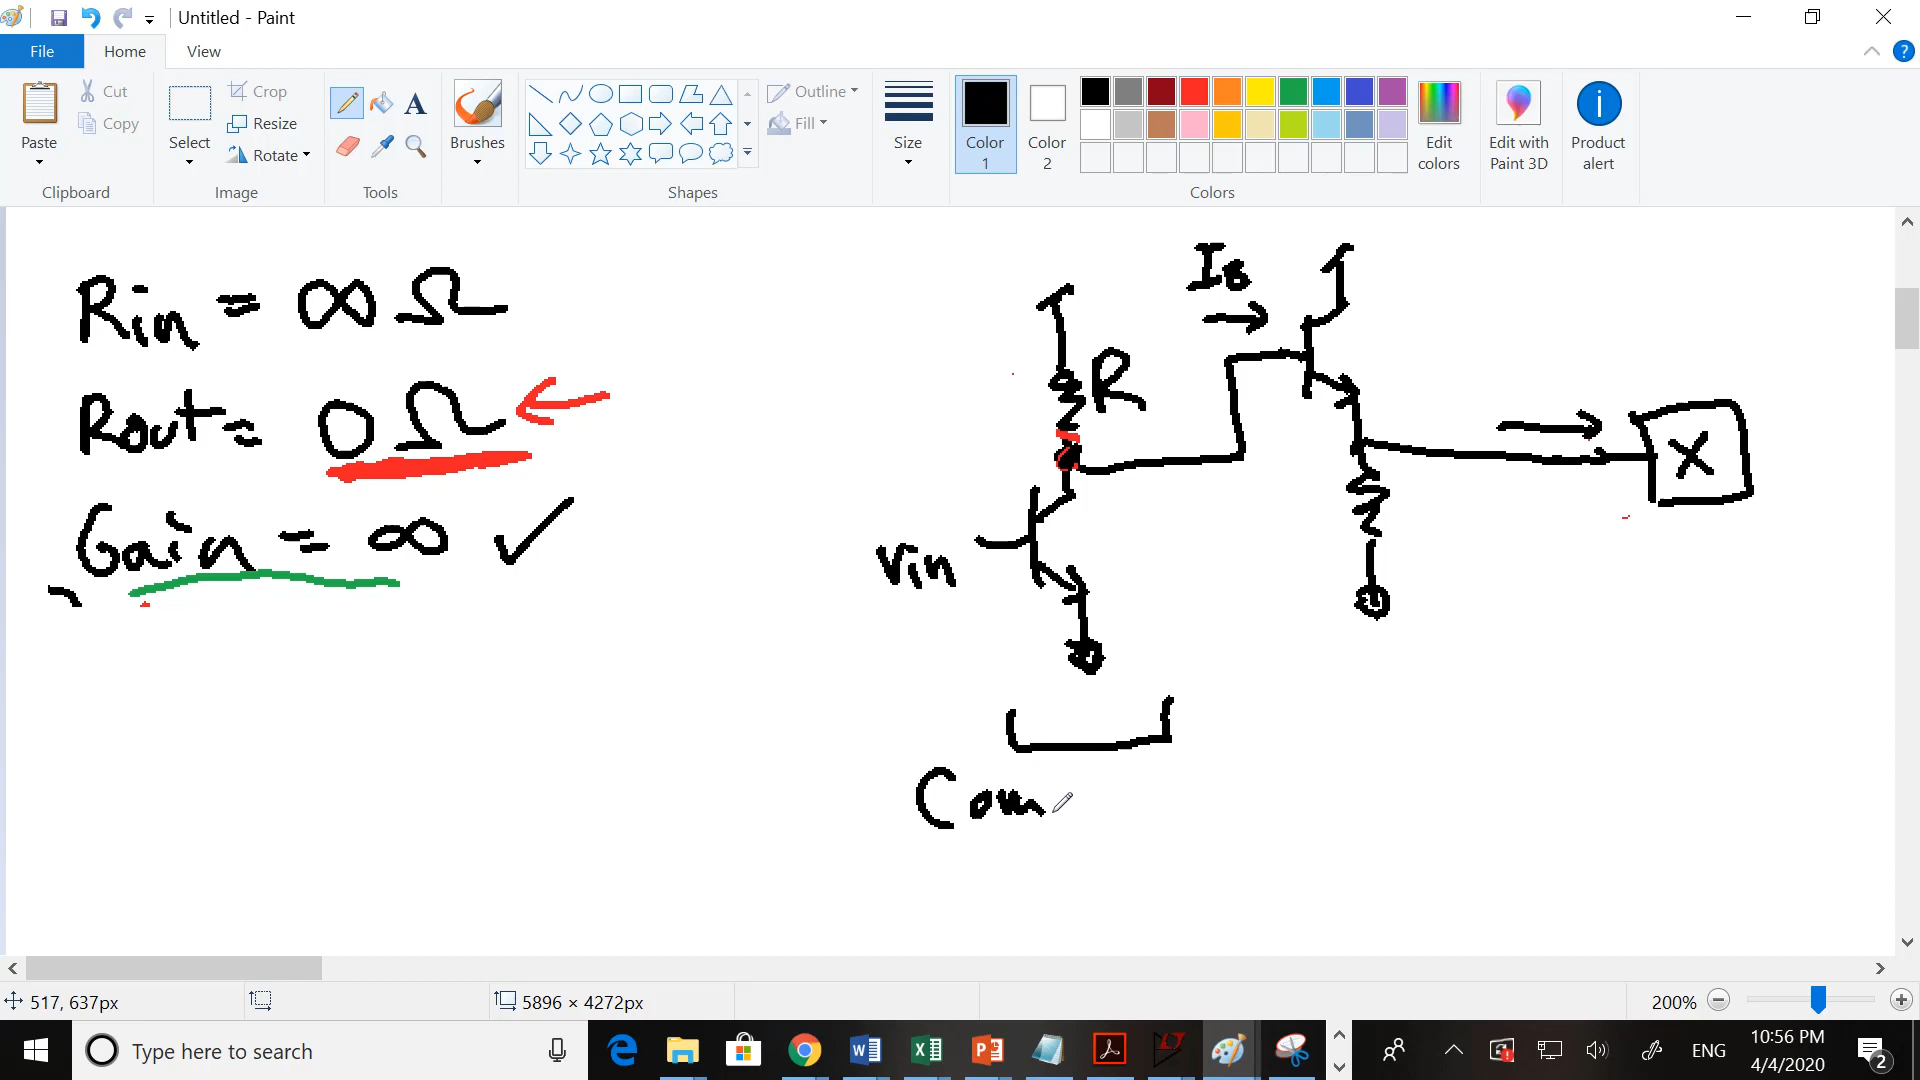 Untitled - Paint
File Home View
Paste
Cut
Copy
Clipboard
Select
Crop
Resize
Rotate
Image
Tools
Brushes
Outline
Fill
Shapes
Size
Color 1
Color 2
Edit colors
Colors
Edit with Paint 3D
Product alert
Rin = ∞ Ω
Rout = 0 Ω
Gain = ∞ ✓
IB
R
X
Vin
Com
517, 637px
5896 × 4272px
200%
Type here to search
ENG
10:56 PM
4/4/2020
2